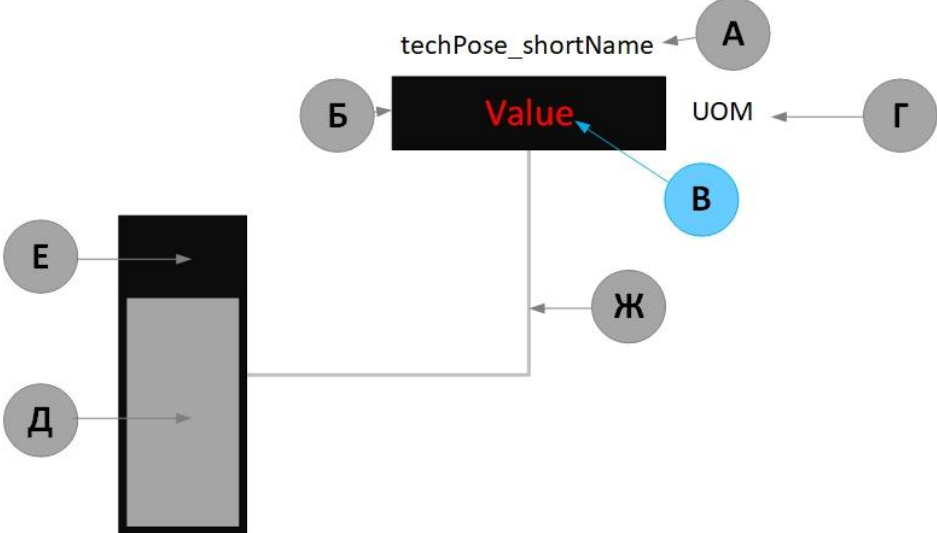 А
techPose_shortName
Б
Value
UOM
Г
В
Е
Ж
Д